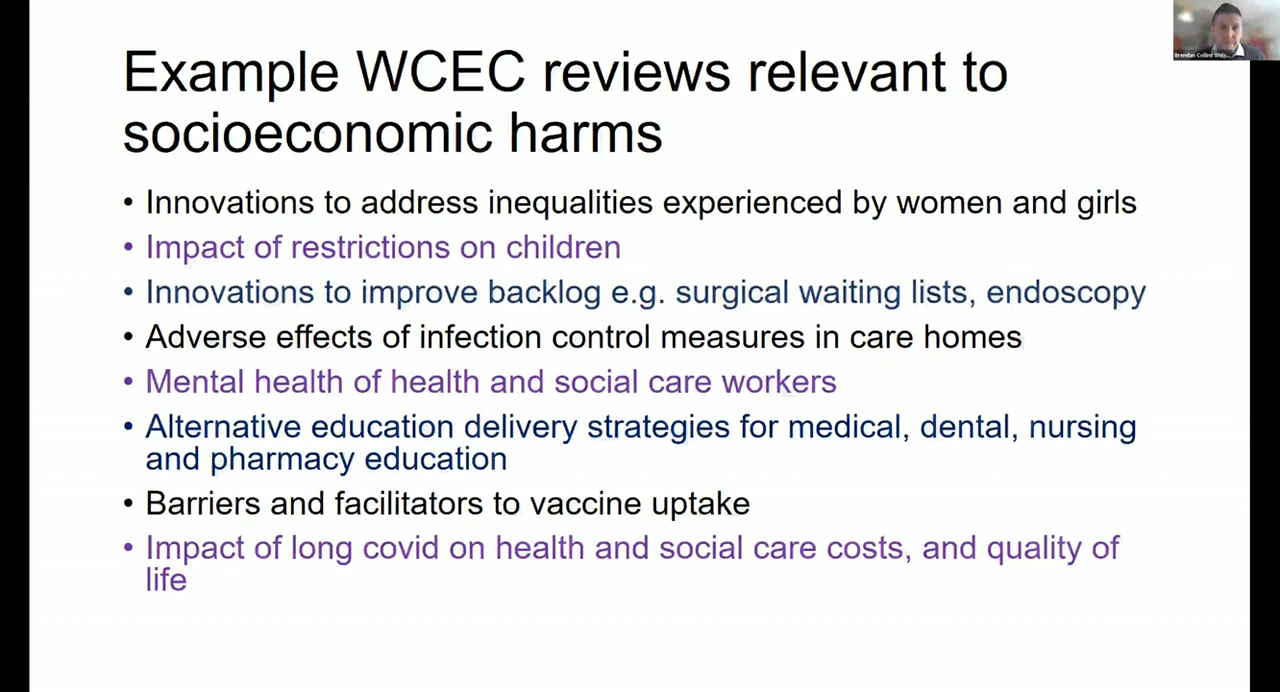 Example WCEC reviews relevant to
socioeconomic harms
• Innovations to address inequalities experienced by women and girls
• Impact of restrictions on children
• Innovations to improve backlog e.g. surgical waiting lists, endoscopy
• Adverse effects of infection control measures in care homes
• Mental health of health and social care workers
• Alternative education delivery strategies for medical, dental, nursing
and pharmacy education
• Barriers and facilitators to vaccine uptake
• Impact of long covid on health and social care costs, and quality of
life
Brendan Collins